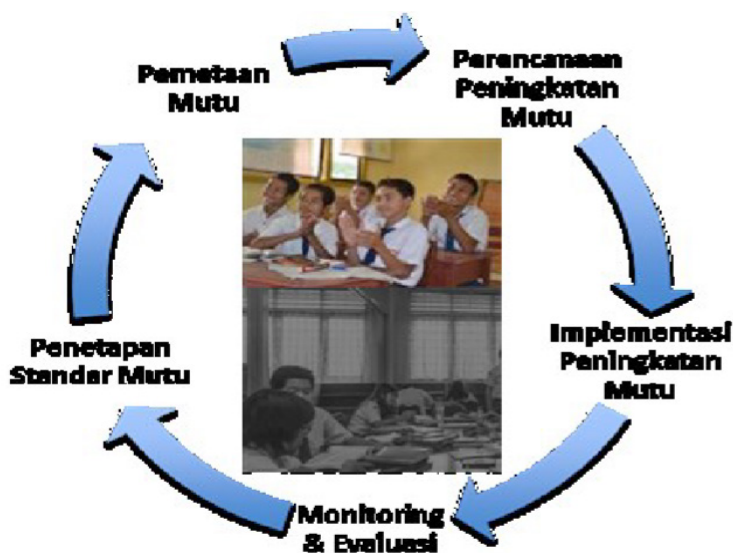 Pemetaan
Mutu
Perencanaan
Peningkatan
Mutu
Implementasi
Peningkatan
Mutu
Monitoring
& Evaluasi
Penetapan
Standar Mutu